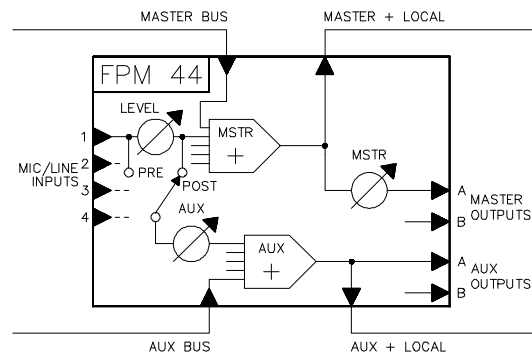 MASTER BUS
MASTER + LOCAL
FPM 44
LEVEL
1
MSTR
+
MIC/LINE
INPUTS
2
PRE
POST
3
4
MSTR
A
MASTER
OUTPUTS
B
AUX
AUX
+
A
AUX
OUTPUTS
B
AUX BUS
AUX + LOCAL